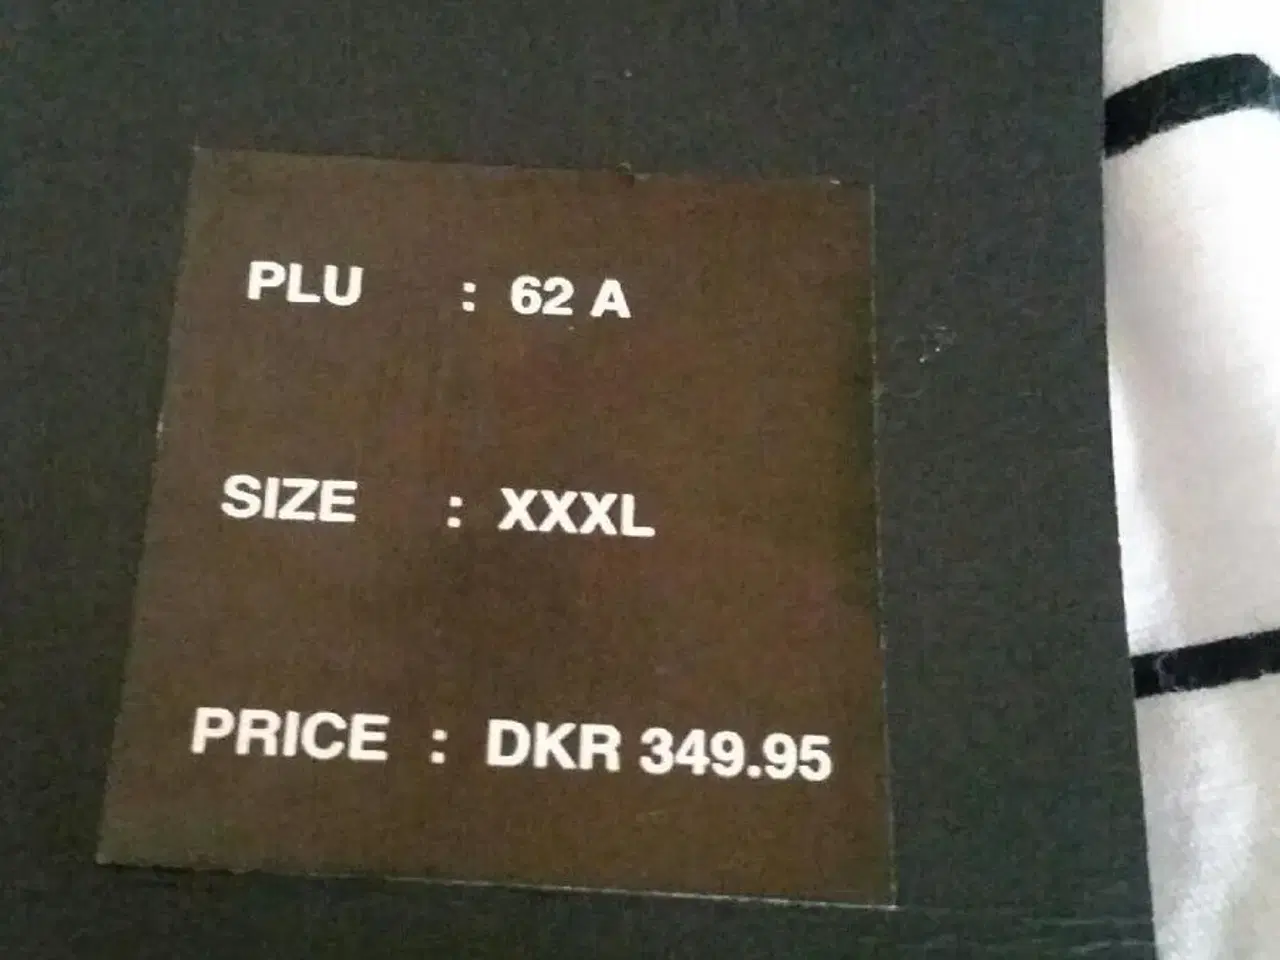 PLU : 62 A
SIZE : XXXL
PRICE : DKR 349.95